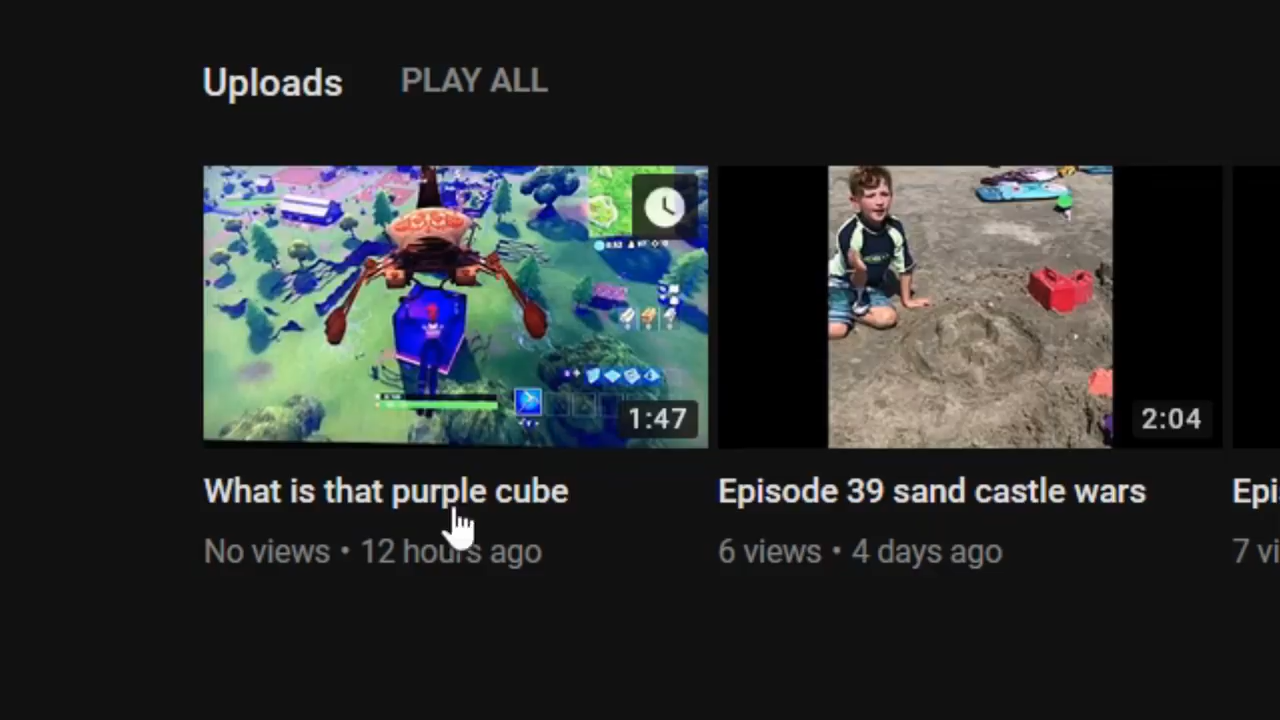 Uploads PLAY ALL
1:47
2:04
What is that purple cube
Episode 39 sand castle wars
No views • 12 hours ago
6 views • 4 days ago
7